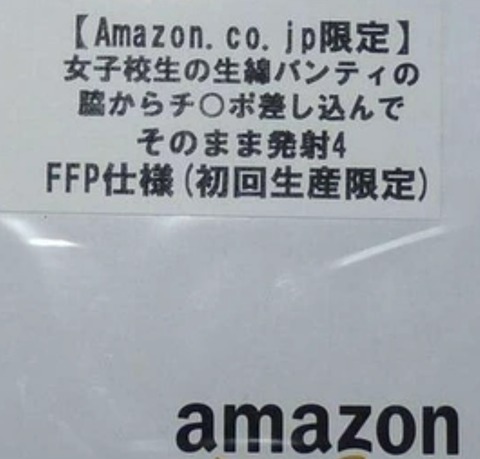 【Amazon.co.jp限定】
女子校生の生綿パンティの
脇からチ○ポ差し込んで
そのまま発射4
FFP仕様(初回生産限定)
amazon